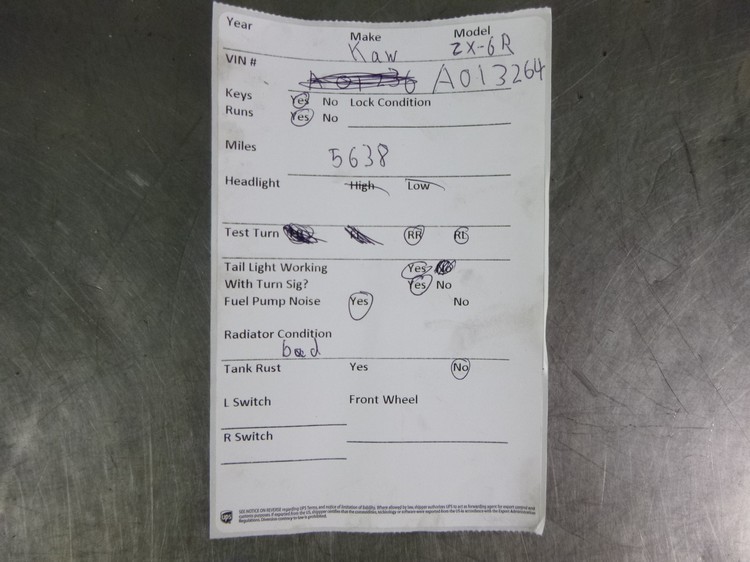 Year Make Model
Kaw ZX-6R
VIN # A013264
Keys Yes No Lock Condition
Runs Yes No
Miles 5638
Headlight High Low
Test Turn RR RL
Tail Light Working Yes No
With Turn Sig? Yes No
Fuel Pump Noise Yes No
Radiator Condition
bad
Tank Rust Yes No
L Switch Front Wheel
R Switch
ups